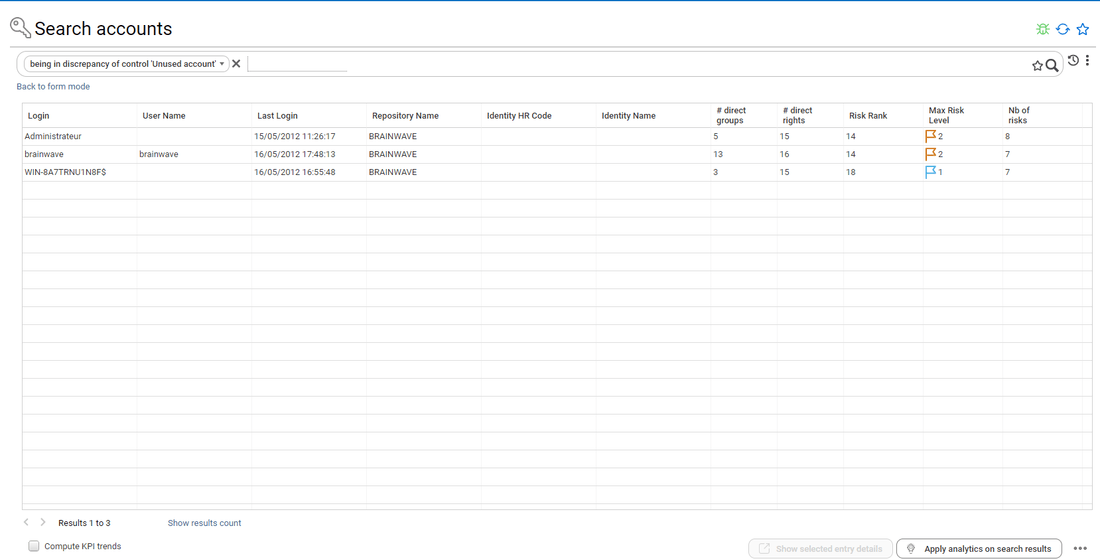 Search accounts
being in discrepancy of control 'Unused account'
Back to form mode
Login User Name Last Login Repository Name Identity HR Code Identity Name # direct groups # direct rights Risk Rank Max Risk Level Nb of risks
Administrateur 15/05/2012 11:26:17 BRAINWAVE 5 15 14 2 8
brainwave brainwave 16/05/2012 17:48:13 BRAINWAVE 13 16 14 2 7
WIN-8A7TRNU1N8F$ 16/05/2012 16:55:48 BRAINWAVE 3 15 18 1 7
Results 1 to 3 Show results count
Compute KPI trends
Show selected entry details Apply analytics on search results